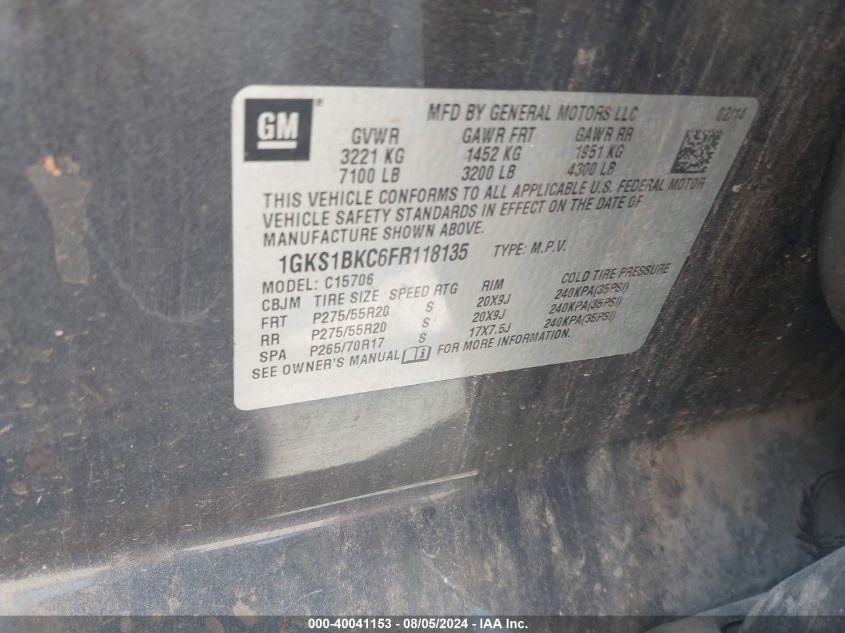 GM ® MFD BY GENERAL MOTORS LLC 02/14
GVWR GAWR FRT GAWR RR
3221 KG 1452 KG 1951 KG
7100 LB 3200 LB 4300 LB
THIS VEHICLE CONFORMS TO ALL APPLICABLE U.S. FEDERAL MOTOR
VEHICLE SAFETY STANDARDS IN EFFECT ON THE DATE OF
MANUFACTURE SHOWN ABOVE.
1GKS1BKC6FR118135 TYPE: M.P.V.
MODEL: C15706
CBJM TIRE SIZE SPEED RTG RIM COLD TIRE PRESSURE
FRT P275/55R20 S 20X9J 240KPA(35PSI)
RR P275/55R20 S 20X9J 240KPA(35PSI)
SPA P265/70R17 S 17X7.5J 240KPA(35PSI)
SEE OWNER'S MANUAL FOR MORE INFORMATION.
000-40041153 - 08/05/2024 - IAA Inc.